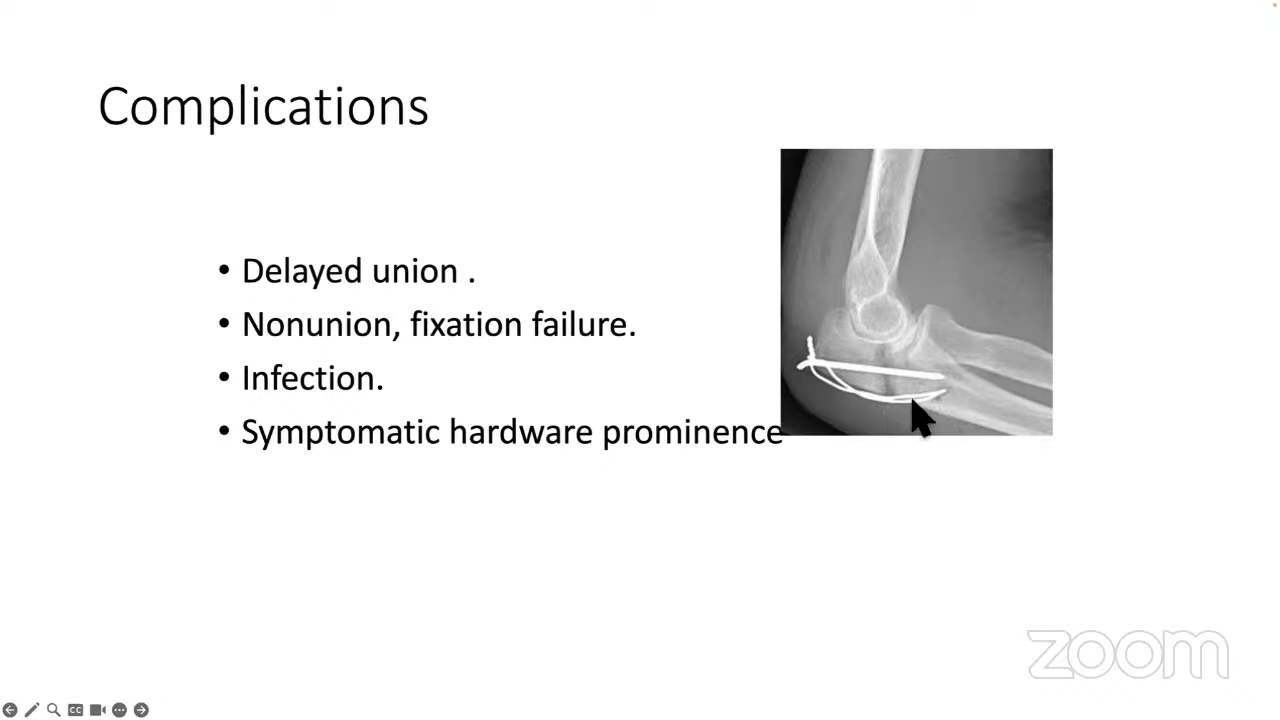 Complications
• Delayed union .
• Nonunion, fixation failure.
• Infection.
• Symptomatic hardware prominence
zoom